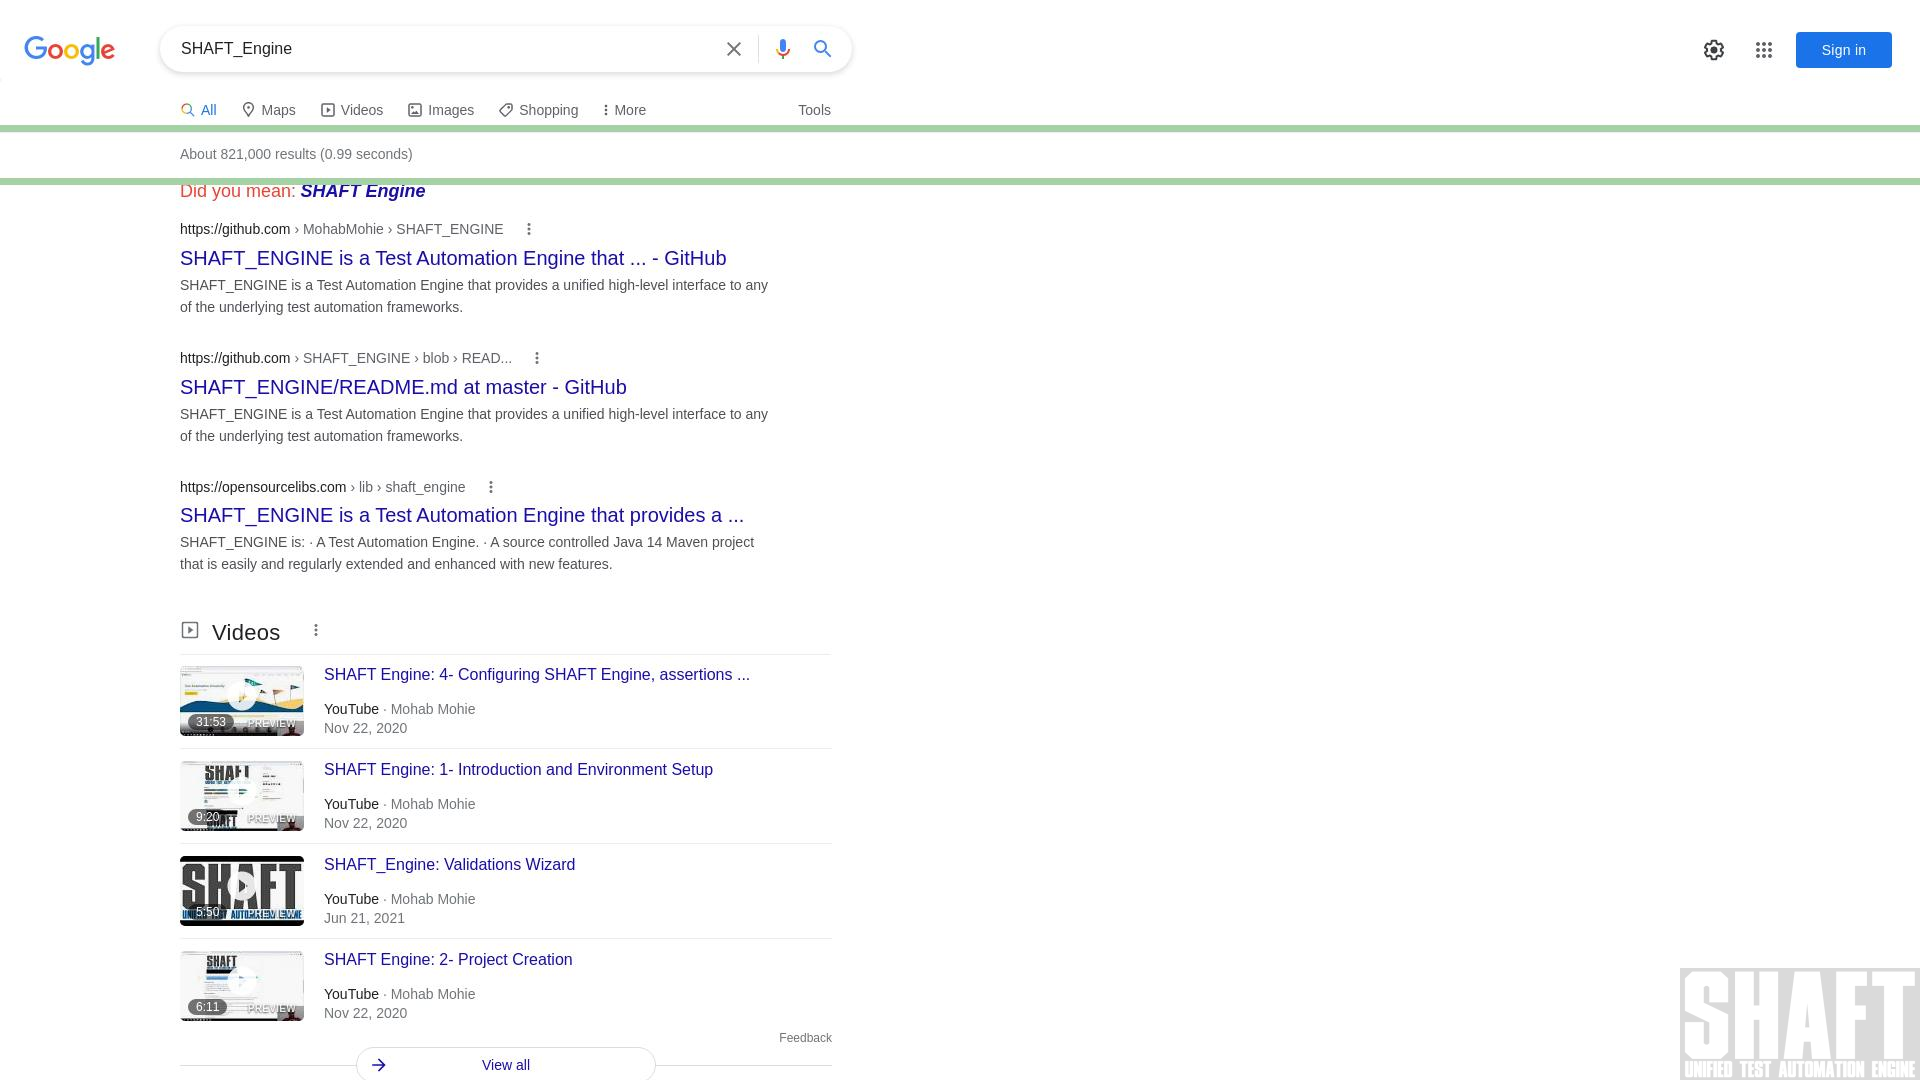 Google
SHAFT_Engine
Sign in
All
Maps
Videos
Images
Shopping
More
Tools
About 821,000 results (0.99 seconds)
Did you mean: SHAFT Engine
https://github.com › MohabMohie › SHAFT_ENGINE
SHAFT_ENGINE is a Test Automation Engine that ... - GitHub
SHAFT_ENGINE is a Test Automation Engine that provides a unified high-level interface to any
of the underlying test automation frameworks.
https://github.com › SHAFT_ENGINE › blob › READ...
SHAFT_ENGINE/README.md at master - GitHub
SHAFT_ENGINE is a Test Automation Engine that provides a unified high-level interface to any
of the underlying test automation frameworks.
https://opensourcelibs.com › lib › shaft_engine
SHAFT_ENGINE is a Test Automation Engine that provides a ...
SHAFT_ENGINE is: · A Test Automation Engine. · A source controlled Java 14 Maven project
that is easily and regularly extended and enhanced with new features.
Videos
SHAFT Engine: 4- Configuring SHAFT Engine, assertions ...
YouTube · Mohab Mohie
Nov 22, 2020
31:53
PREVIEW
SHAFT Engine: 1- Introduction and Environment Setup
YouTube · Mohab Mohie
Nov 22, 2020
SHAFT
9:20
PREVIEW
SHAFT
SHAFT_Engine: Validations Wizard
YouTube · Mohab Mohie
Jun 21, 2021
SHAFT
5:50
PREVIEW
UNIFIED TEST AUTOMATION ENGINE
SHAFT Engine: 2- Project Creation
YouTube · Mohab Mohie
Nov 22, 2020
SHAFT
6:11
PREVIEW
Feedback
View all
SHAFT
UNIFIED TEST AUTOMATION ENGINE